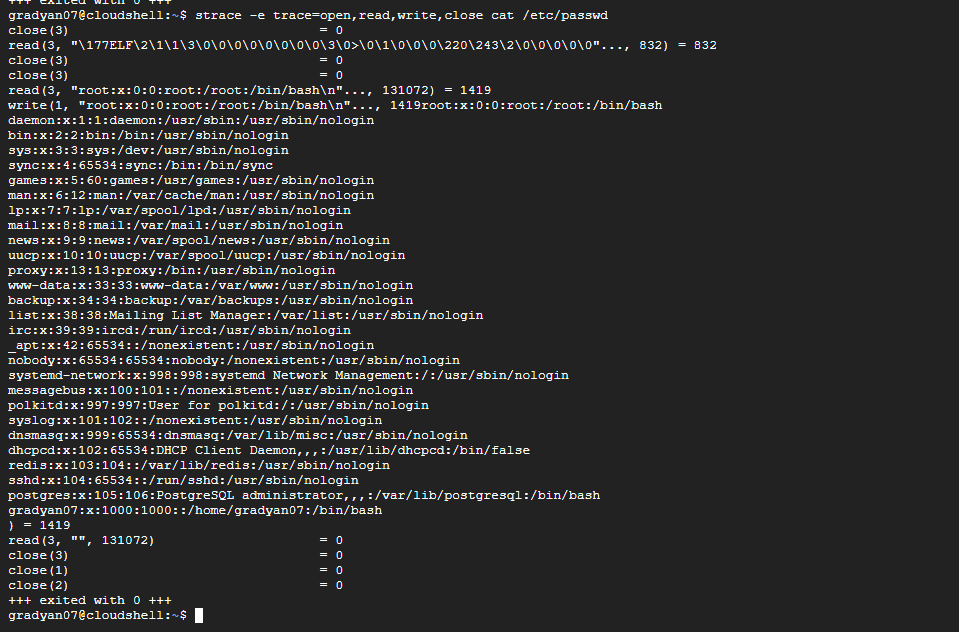 +++ exited with 0 +++
gradyan07@cloudshell:~$ strace -e trace=open,read,write,close cat /etc/passwd
close(3)                                = 0
read(3, "\177ELF\2\1\1\3\0\0\0\0\0\0\0\0\3\0>\0\1\0\0\0\220\243\2\0\0\0\0\0"..., 832) = 832
close(3)                                = 0
close(3)                                = 0
read(3, "root:x:0:0:root:/root:/bin/bash\n"..., 131072) = 1419
write(1, "root:x:0:0:root:/root:/bin/bash\n"..., 1419root:x:0:0:root:/root:/bin/bash
daemon:x:1:1:daemon:/usr/sbin:/usr/sbin/nologin
bin:x:2:2:bin:/bin:/usr/sbin/nologin
sys:x:3:3:sys:/dev:/usr/sbin/nologin
sync:x:4:65534:sync:/bin:/bin/sync
games:x:5:60:games:/usr/games:/usr/sbin/nologin
man:x:6:12:man:/var/cache/man:/usr/sbin/nologin
lp:x:7:7:lp:/var/spool/lpd:/usr/sbin/nologin
mail:x:8:8:mail:/var/mail:/usr/sbin/nologin
news:x:9:9:news:/var/spool/news:/usr/sbin/nologin
uucp:x:10:10:uucp:/var/spool/uucp:/usr/sbin/nologin
proxy:x:13:13:proxy:/bin:/usr/sbin/nologin
www-data:x:33:33:www-data:/var/www:/usr/sbin/nologin
backup:x:34:34:backup:/var/backups:/usr/sbin/nologin
list:x:38:38:Mailing List Manager:/var/list:/usr/sbin/nologin
irc:x:39:39:ircd:/run/ircd:/usr/sbin/nologin
_apt:x:42:65534::/nonexistent:/usr/sbin/nologin
nobody:x:65534:65534:nobody:/nonexistent:/usr/sbin/nologin
systemd-network:x:998:998:systemd Network Management:/:/usr/sbin/nologin
messagebus:x:100:101::/nonexistent:/usr/sbin/nologin
polkitd:x:997:997:User for polkitd:/:/usr/sbin/nologin
syslog:x:101:102::/nonexistent:/usr/sbin/nologin
dnsmasq:x:999:65534:dnsmasq:/var/lib/misc:/usr/sbin/nologin
dhcpcd:x:102:65534:DHCP Client Daemon,,,:/usr/lib/dhcpcd:/bin/false
redis:x:103:104::/var/lib/redis:/usr/sbin/nologin
sshd:x:104:65534::/run/sshd:/usr/sbin/nologin
postgres:x:105:106:PostgreSQL administrator,,,:/var/lib/postgresql:/bin/bash
gradyan07:x:1000:1000::/home/gradyan07:/bin/bash
) = 1419
read(3, "", 131072)                     = 0
close(3)                                = 0
close(1)                                = 0
close(2)                                = 0
+++ exited with 0 +++
gradyan07@cloudshell:~$